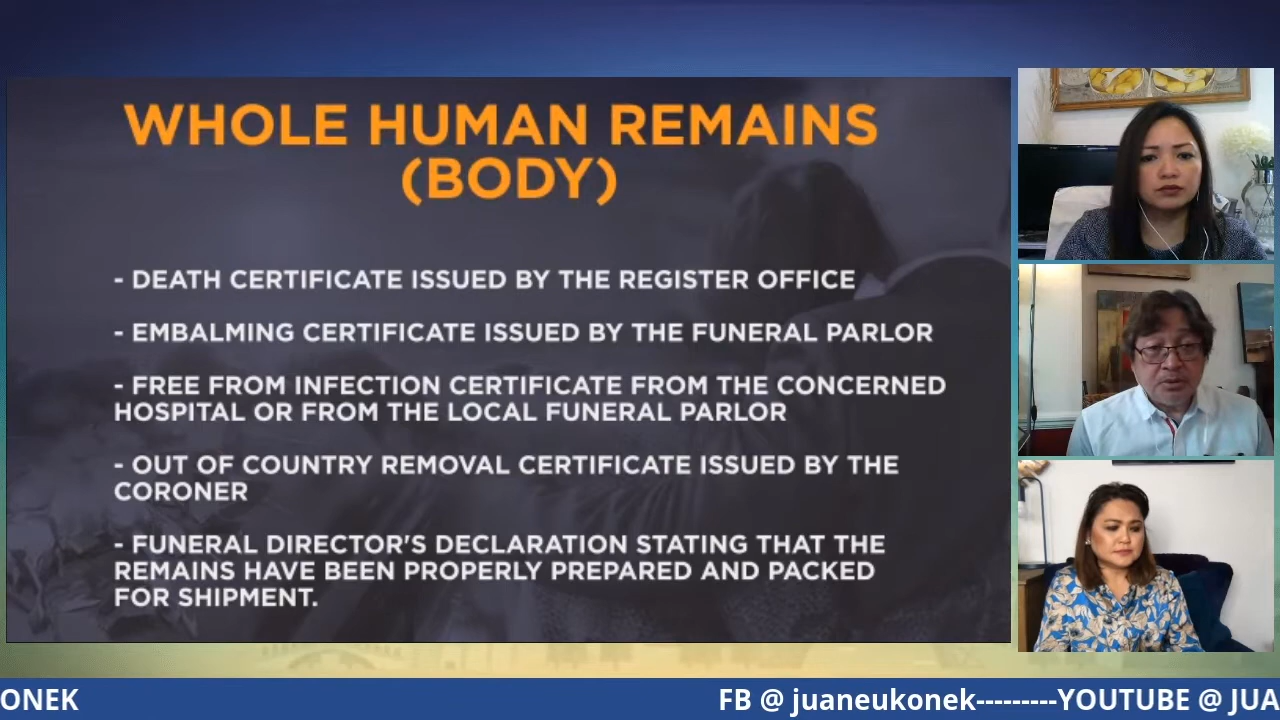 WHOLE HUMAN REMAINS
(BODY)
- DEATH CERTIFICATE ISSUED BY THE REGISTER OFFICE
- EMBALMING CERTIFICATE ISSUED BY THE FUNERAL PARLOR
- FREE FROM INFECTION CERTIFICATE FROM THE CONCERNED
HOSPITAL OR FROM THE LOCAL FUNERAL PARLOR
- OUT OF COUNTRY REMOVAL CERTIFICATE ISSUED BY THE
CORONER
- FUNERAL DIRECTOR'S DECLARATION STATING THAT THE
REMAINS HAVE BEEN PROPERLY PREPARED AND PACKED
FOR SHIPMENT.
ONEK FB @ juaneukonek---------YOUTUBE @ JUA